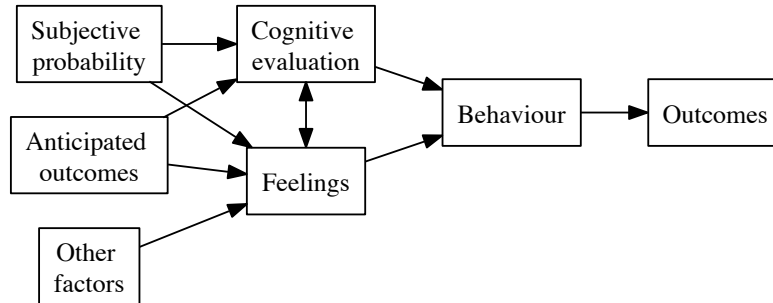 Subjective
probability
Cognitive
evaluation
Anticipated
outcomes
Feelings
Other
factors
Behaviour
Outcomes